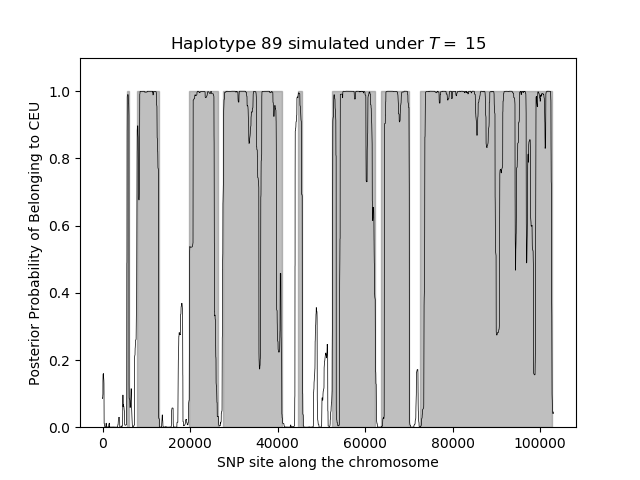 Haplotype 89 simulated under T = 15
1.0
0.8
0.6
0.4
0.2
0.0
Posterior Probability of Belonging to CEU
0 20000 40000 60000 80000 100000
SNP site along the chromosome